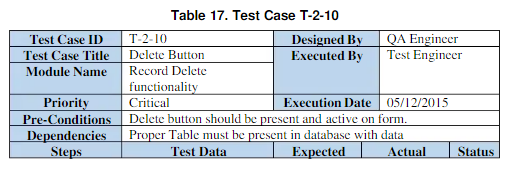 Table 17. Test Case T-2-10
Test Case ID T-2-10 Designed By QA Engineer
Test Case Title Delete Button Executed By Test Engineer
Module Name Record Delete
functionality
Priority Critical Execution Date 05/12/2015
Pre-Conditions Delete button should be present and active on form.
Dependencies Proper Table must be present in database with data
Steps Test Data Expected Actual Status